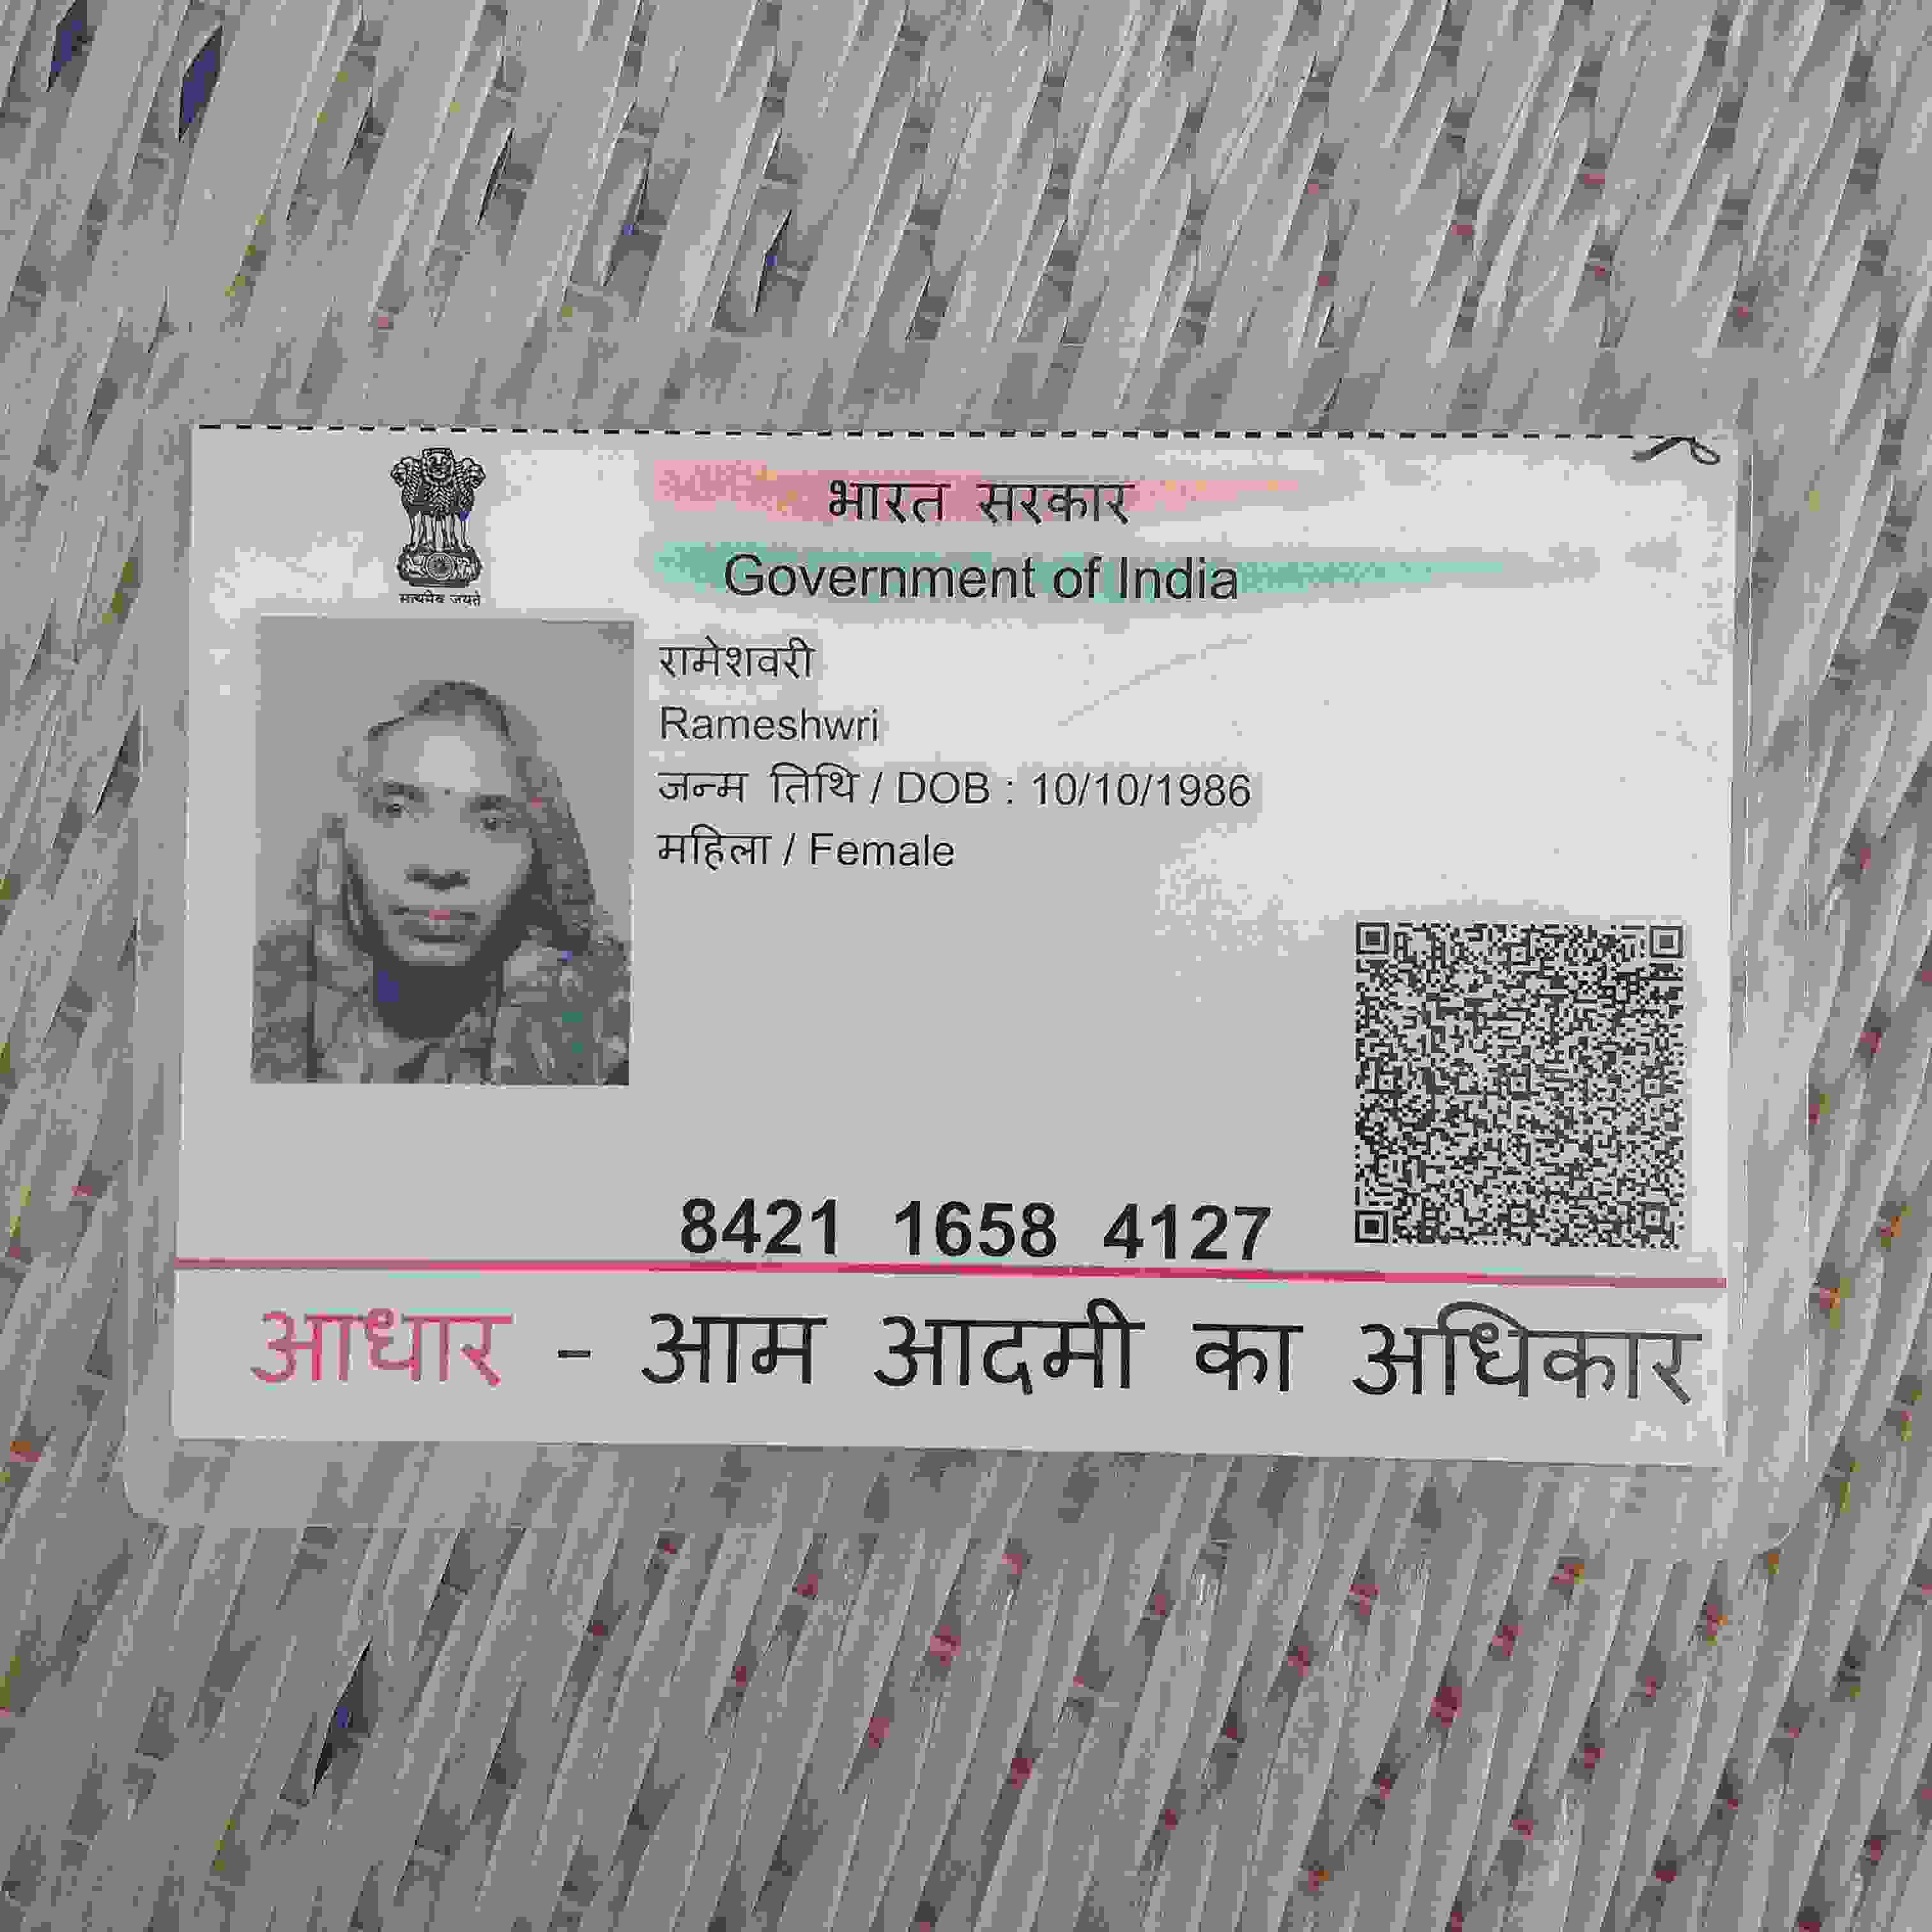 सत्यमेव जयते
भारत सरकार
Government of India
रामेशवरी
Rameshwri
जन्म तिथि / DOB : 10/10/1986
महिला / Female
8421 1658 4127
आधार - आम आदमी का अधिकार